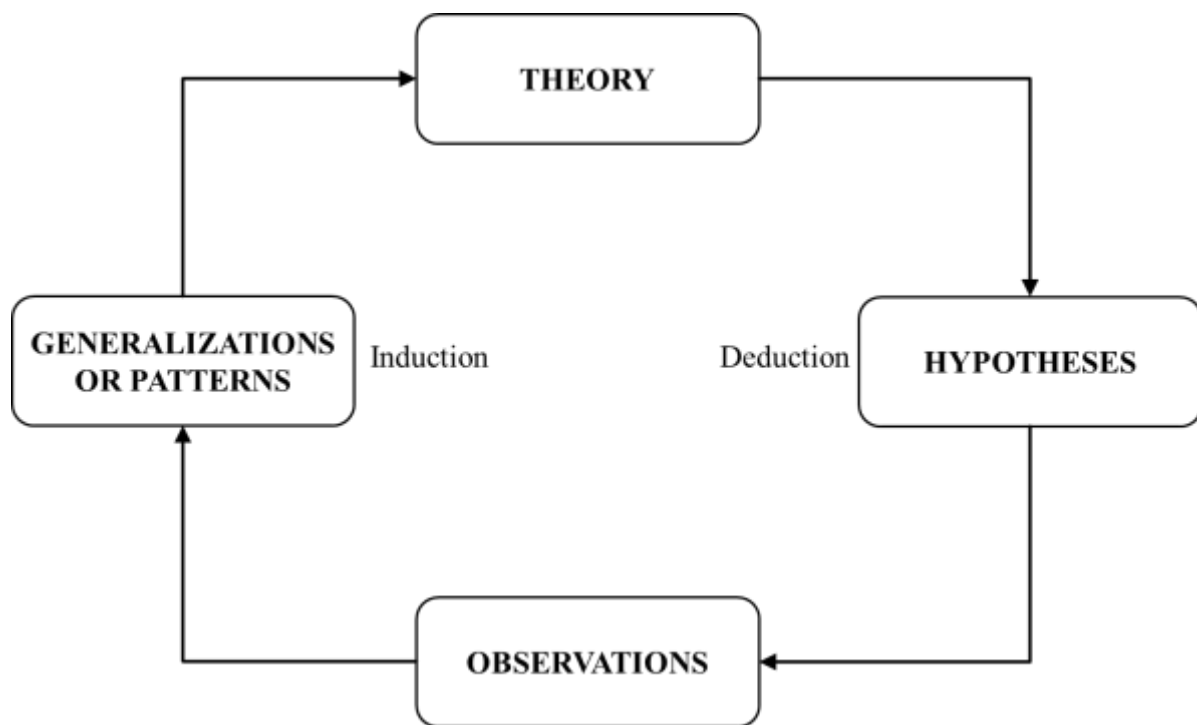 THEORY
GENERALIZATIONS
OR PATTERNS
Induction
Deduction
HYPOTHESES
OBSERVATIONS